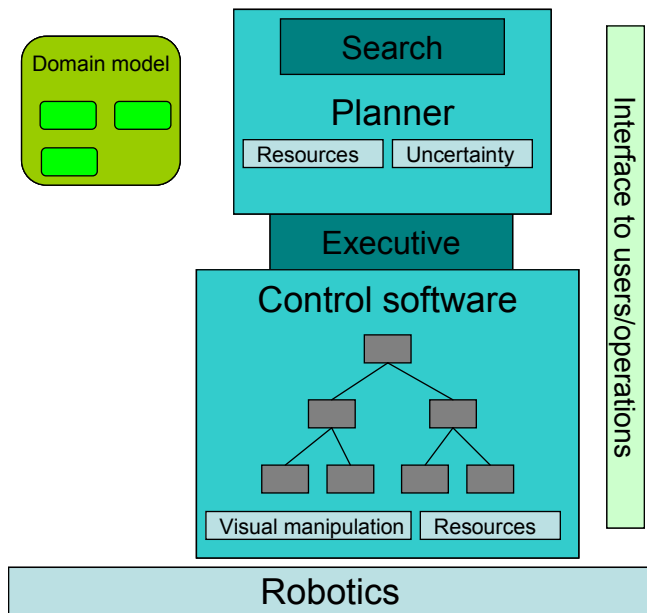 Domain model
Search
Planner
Resources
Uncertainty
Executive
Control software
Visual manipulation
Resources
Interface to users/operations
Robotics